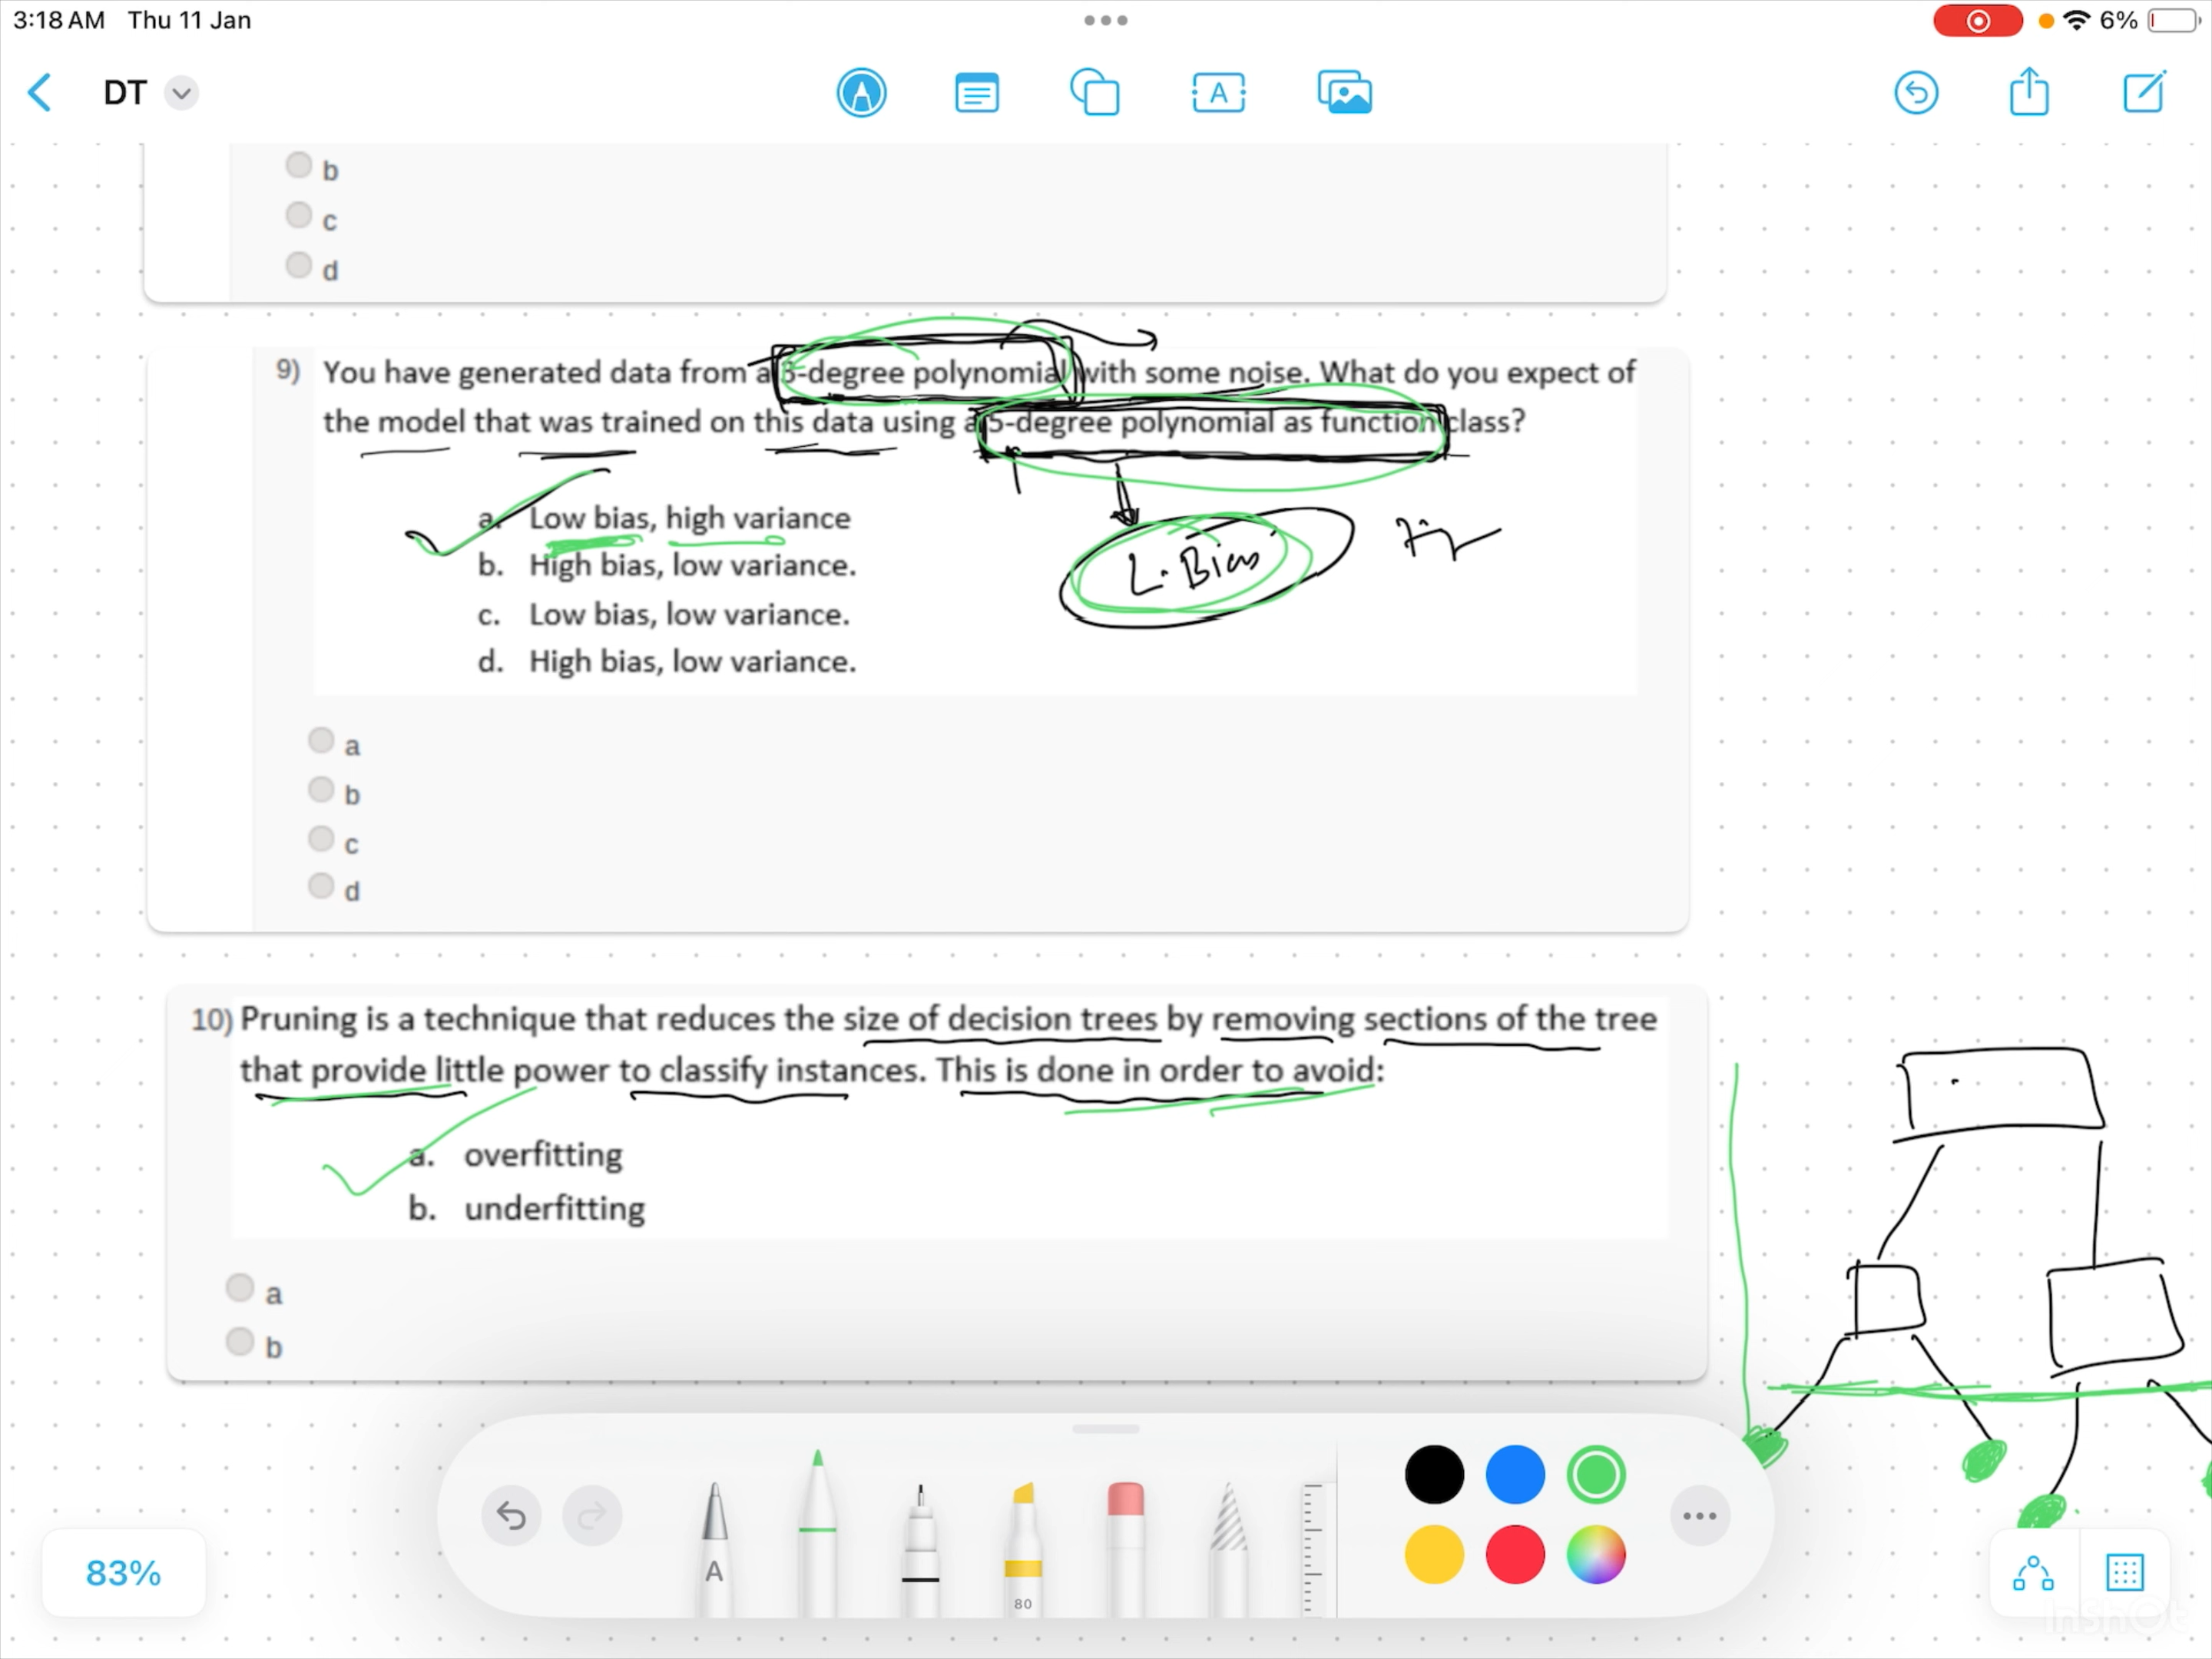 3:18 AM Thu 11 Jan
6%
DT
A
b
c
d
9) You have generated data from a 3-degree polynomial with some noise. What do you expect of
the model that was trained on this data using a 5-degree polynomial as function class?
a. Low bias, high variance
b. High bias, low variance.
c. Low bias, low variance.
d. High bias, low variance.
L. Bias
a
b
c
d
10) Pruning is a technique that reduces the size of decision trees by removing sections of the tree
that provide little power to classify instances. This is done in order to avoid:
a. overfitting
b. underfitting
a
b
A
80
83%
InShOt